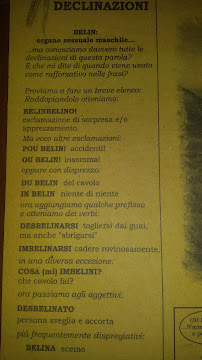 DECLINAZIONI
BELIN:
organo sessuale maschile...
...ma conosciamo davvero tutte le
declinazioni di questa parola?
E che mi dite di quando viene usato
come rafforzativo nelle frasi?
Proviamo a fare un breve elenco:
Raddoppiandolo otteniamo:
BELINBELINO!
esclamazione di sorpresa e/o
apprezzamento
Ma ecco altre esclamazioni:
POU BELIN! accidenti!
OU BELIN! insomma!
oppure con disprezzo:
DU BELIN del cavolo
IN BELIN niente di niente
ora aggiungiamo qualche prefisso
e otteniamo dei verbi:
DESBELINARSI togliersi dai guai,
ma anche "sbrigarsi"
IMBELINARSI cadere rovinosamente,
in una diversa eccezione:
COSA (mi) IMBELINI?
che cavolo fai?
ora passiamo agli aggettivi:
DESBELINATO
persona sveglia e accorta
più frequentemente dispregiativi:
BELINA scemo